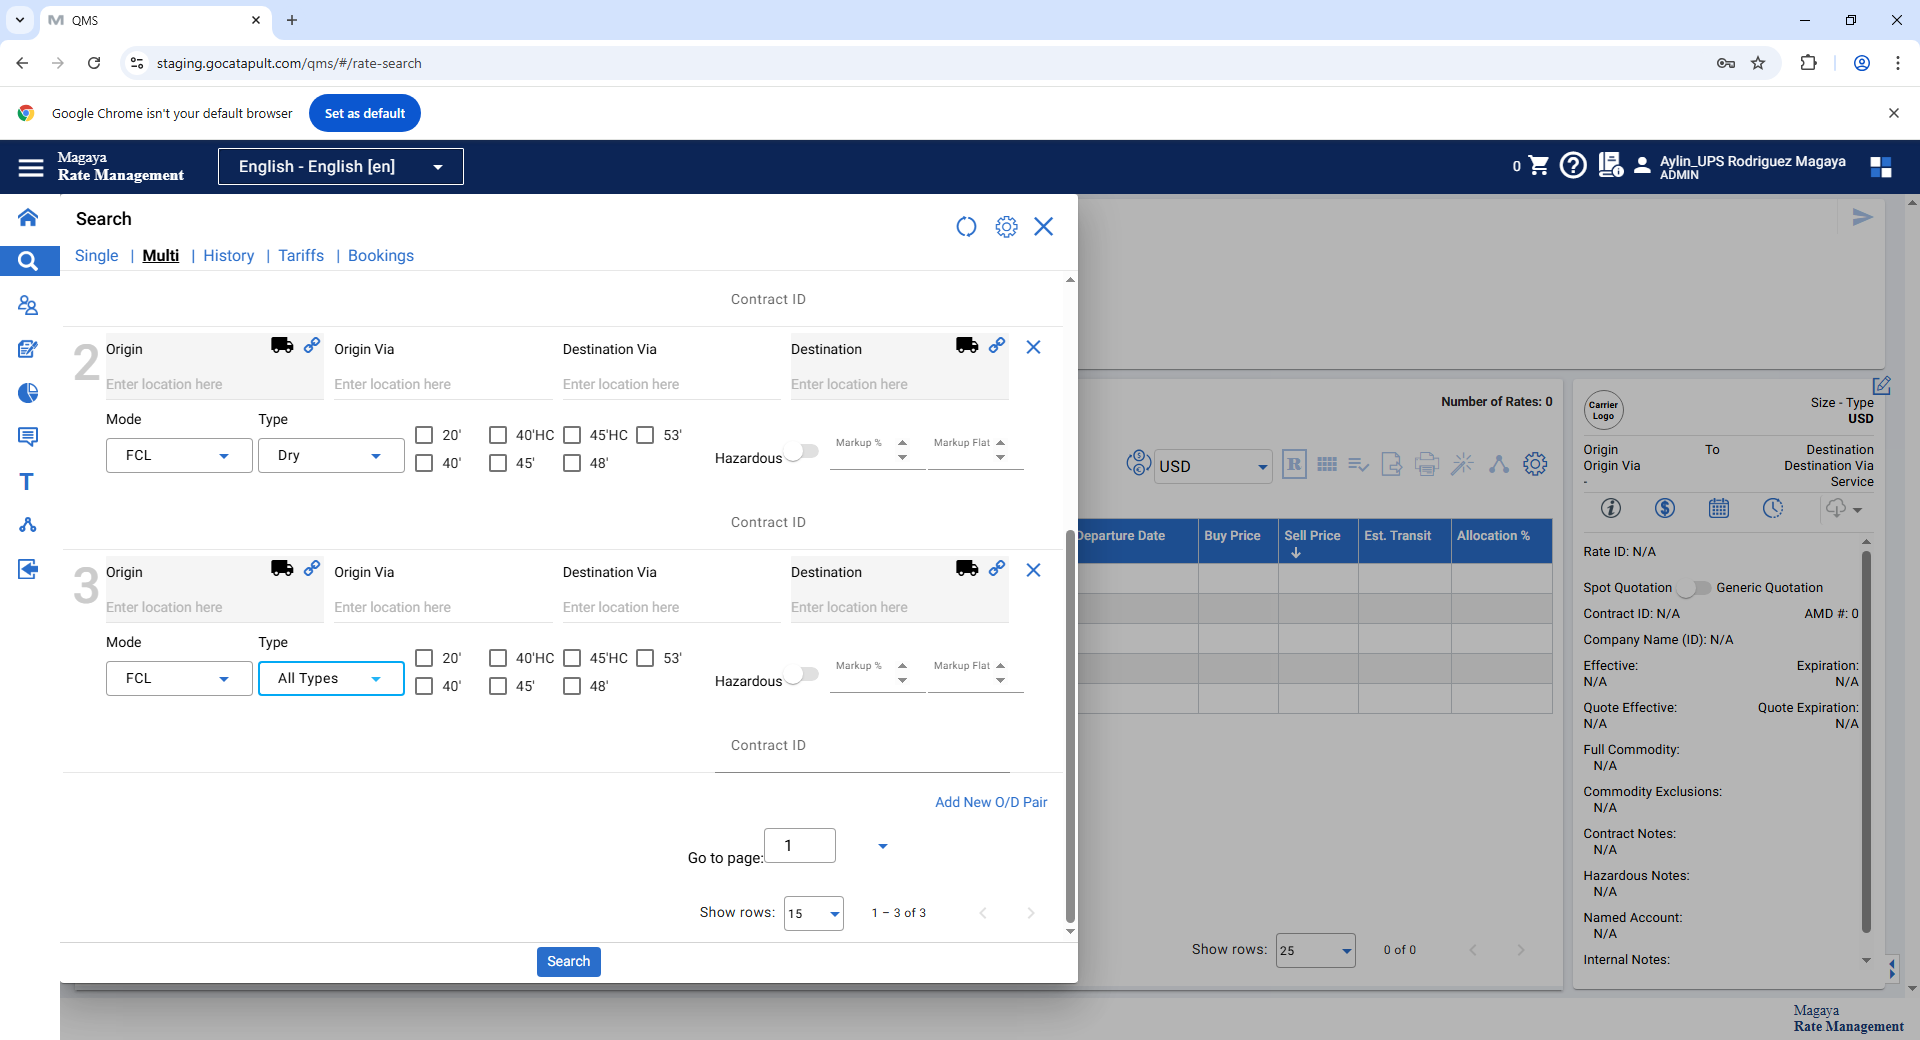 QMS
staging.gocatapult.com/qms/#/rate-search
Google Chrome isn't your default browser
Set as default
Magaya
Rate Management
English - English [en]
0
Aylin_UPS Rodriguez Magaya
ADMIN
Search
Single | Multi | History | Tariffs | Bookings
Contract ID
2
Origin
Origin Via
Destination Via
Destination
Enter location here
Enter location here
Enter location here
Enter location here
Mode
Type
FCL
Dry
20'
40'HC
45'HC
53'
40'
45'
48'
Hazardous
Markup %
Markup Flat
Contract ID
3
Origin
Origin Via
Destination Via
Destination
Enter location here
Enter location here
Enter location here
Enter location here
Mode
Type
FCL
All Types
20'
40'HC
45'HC
53'
40'
45'
48'
Hazardous
Markup %
Markup Flat
Contract ID
Add New O/D Pair
Go to page: 1
Show rows: 15
1 – 3 of 3
Search
Number of Rates: 0
USD
R
Departure Date
Buy Price
Sell Price
Est. Transit
Allocation %
Show rows: 25
0 of 0
Carrier
Logo
Size - Type
USD
Origin To Destination
Origin Via Destination Via
- Service
Rate ID: N/A
Spot Quotation
Generic Quotation
Contract ID: N/A AMD #: 0
Company Name (ID): N/A
Effective: Expiration:
N/A N/A
Quote Effective: Quote Expiration:
N/A N/A
Full Commodity:
N/A
Commodity Exclusions:
N/A
Contract Notes:
N/A
Hazardous Notes:
N/A
Named Account:
N/A
Internal Notes:
Magaya
Rate Management